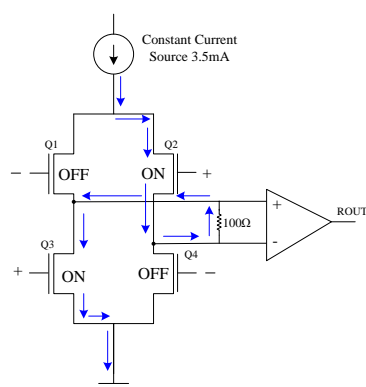 Constant Current
Source 3.5mA
Q1
Q2
− OFF ON +
+
ROUT
100Ω
-
Q3
Q4
+ ON OFF −